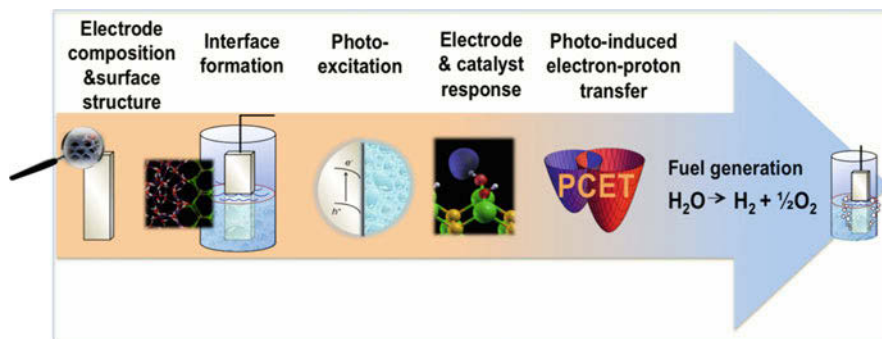 Electrode
composition
&surface
structure
Interface
formation
Photo-
excitation
Electrode
& catalyst
response
Photo-induced
electron-proton
transfer
e⁻
h⁺
PCET
Fuel generation
H₂O → H₂ + ½O₂